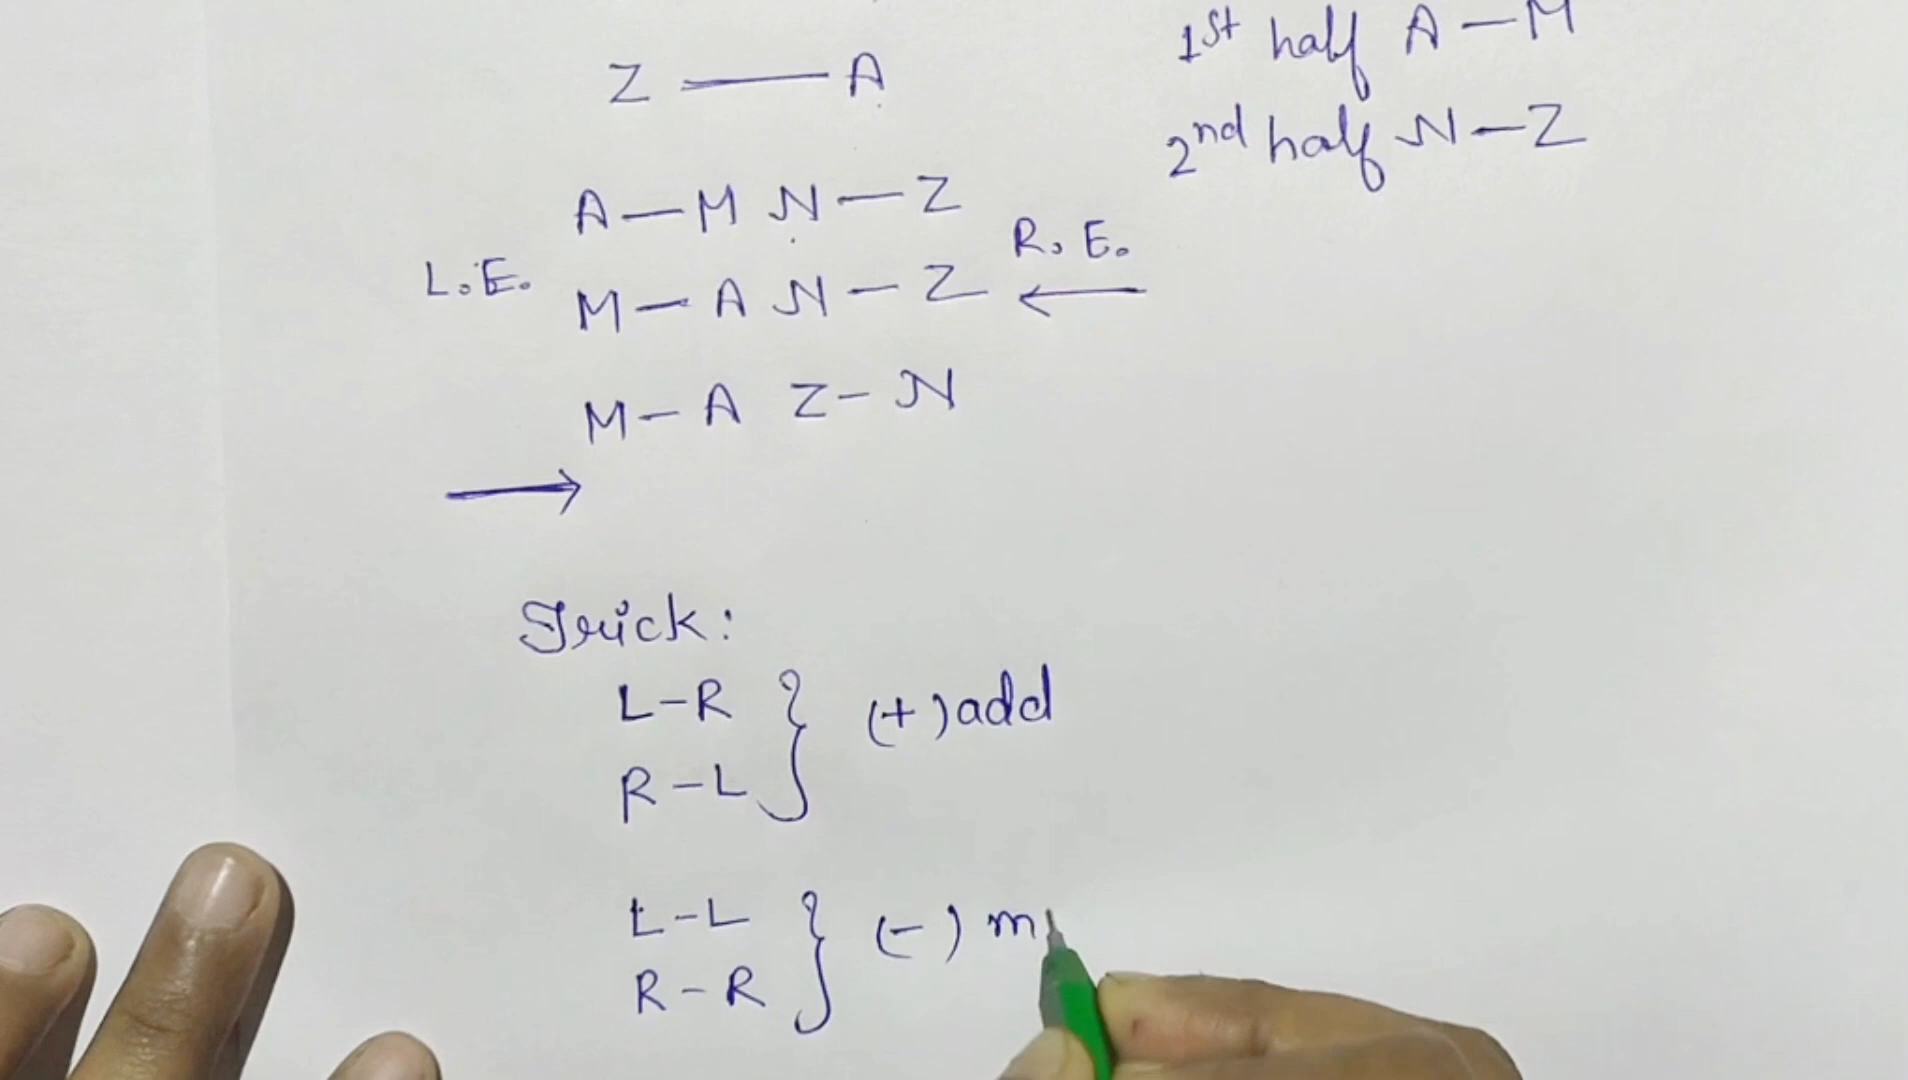 Z — A
1st half A — M
2nd half N — Z
A — M N — Z
L.E. M — A N — Z R.E. ←
M — A Z — N
→
Trick:
L - R
R - L } (+) add
L - L
R - R } (-) m